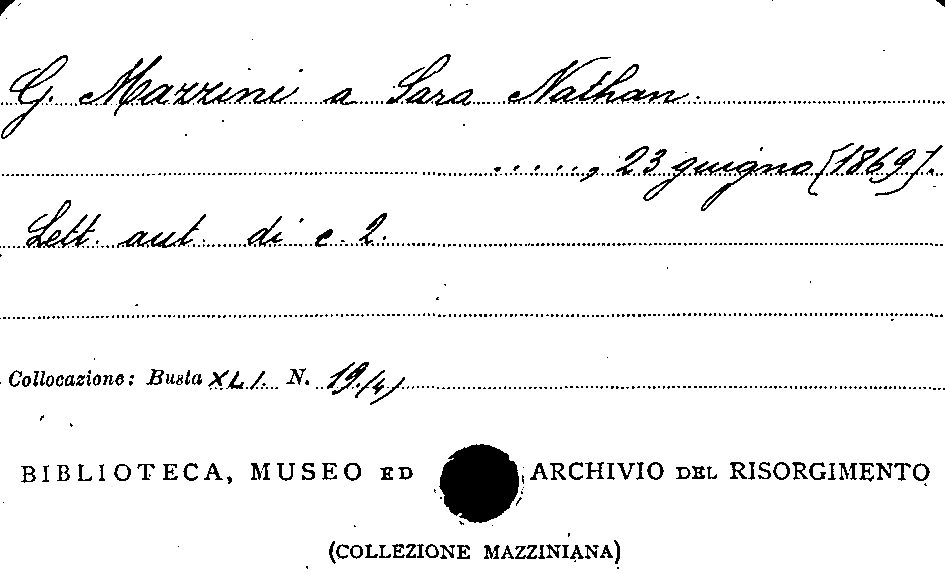 G. Mazzini a Sara Nathan.
....., 23 giugno [1869].
Lett. aut. di c. 2.
Collocazione: Busta XLI. N. 19(4)
BIBLIOTECA, MUSEO ED ARCHIVIO DEL RISORGIMENTO
(COLLEZIONE MAZZINIANA)